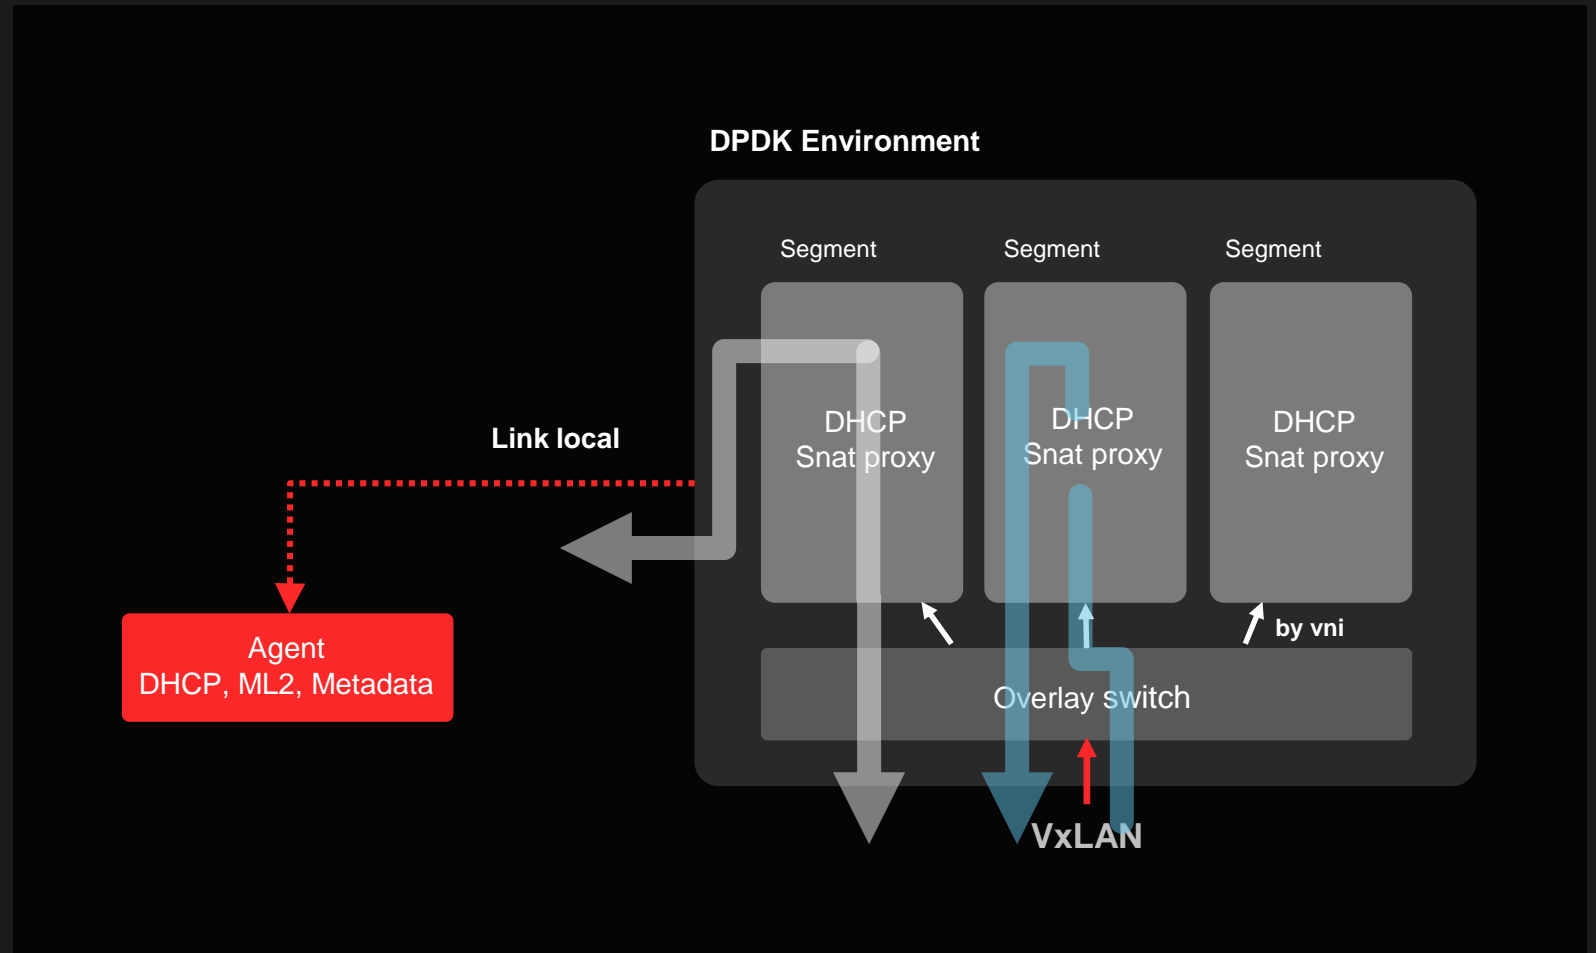 DPDK Environment
Segment
Segment
Segment
DHCP
Snat proxy
DHCP
Snat proxy
DHCP
Snat proxy
Link local
Agent
DHCP, ML2, Metadata
by vni
Overlay switch
VxLAN